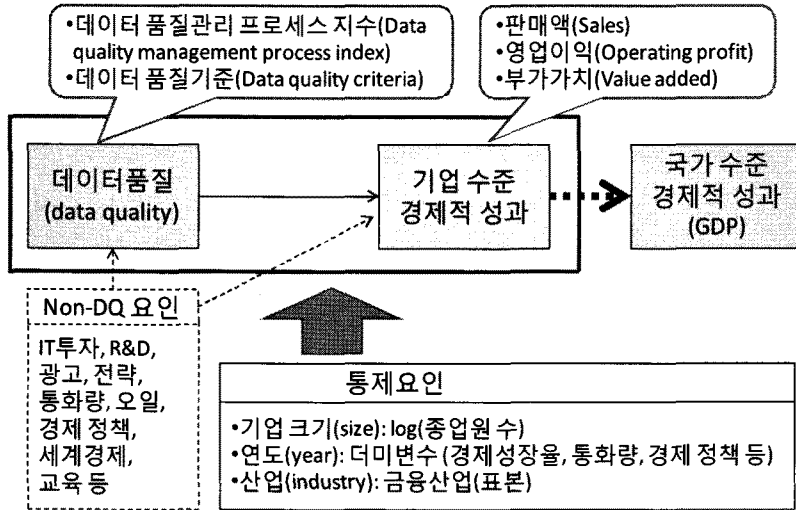 •데이터 품질관리 프로세스 지수(Data
quality management process index)
•데이터 품질기준(Data quality criteria)
•판매액(Sales)
•영업이익(Operating profit)
•부가가치(Value added)
데이터품질
(data quality)
기업 수준
경제적 성과
국가 수준
경제적 성과
(GDP)
Non-DQ 요인
IT투자, R&D,
광고, 전략,
통화량, 오일,
경제 정책,
세계경제,
교육 등
통제요인
•기업 크기(size): log(종업원 수)
•연도(year): 더미변수 (경제성장율, 통화량, 경제 정책 등)
•산업(industry): 금융산업(표본)